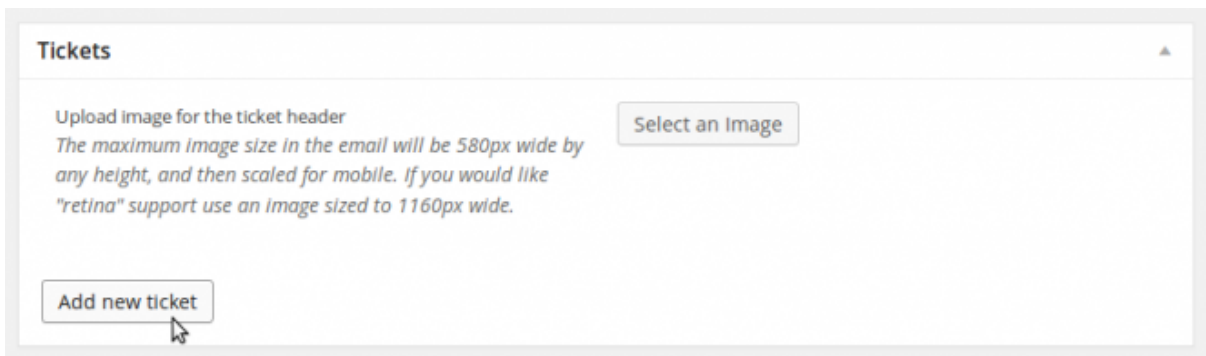 Tickets
Upload image for the ticket header
Select an Image
The maximum image size in the email will be 580px wide by
any height, and then scaled for mobile. If you would like
"retina" support use an image sized to 1160px wide.
Add new ticket